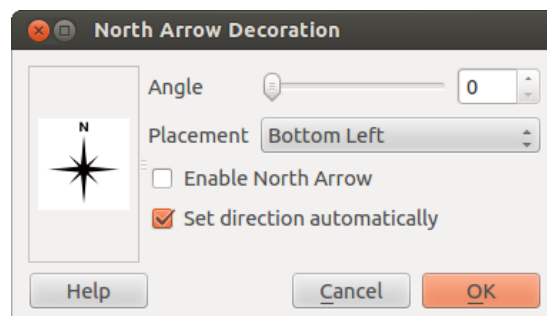 North Arrow Decoration
Angle 0
N
Placement Bottom Left
Enable North Arrow
Set direction automatically
Help Cancel OK